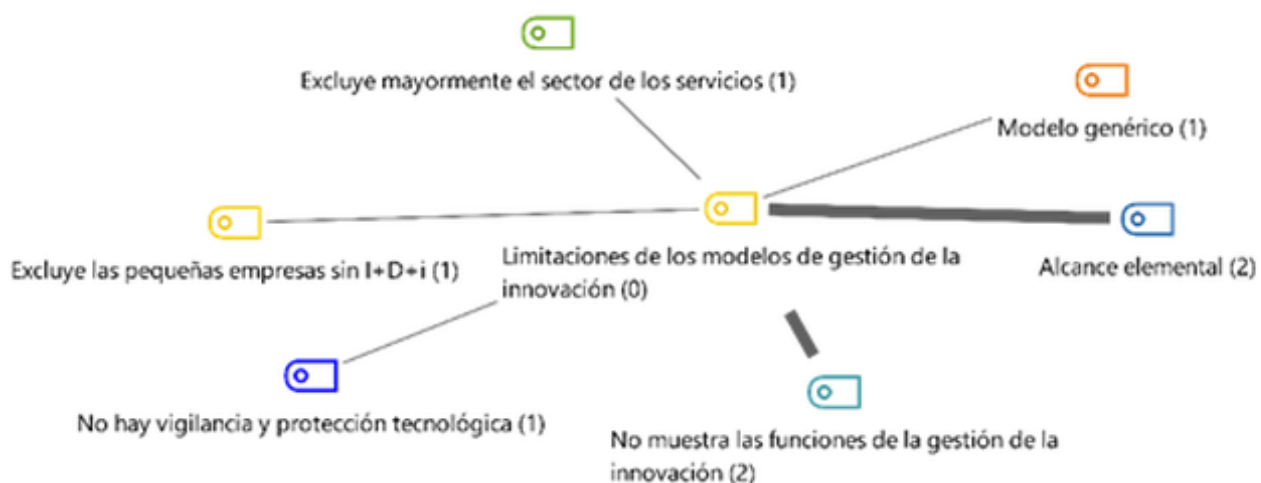 Excluye mayormente el sector de los servicios (1)
Modelo genérico (1)
Excluye las pequeñas empresas sin I+D+i (1)
Limitaciones de los modelos de gestión de la
innovación (0)
Alcance elemental (2)
No hay vigilancia y protección tecnológica (1)
No muestra las funciones de la gestión de la
innovación (2)